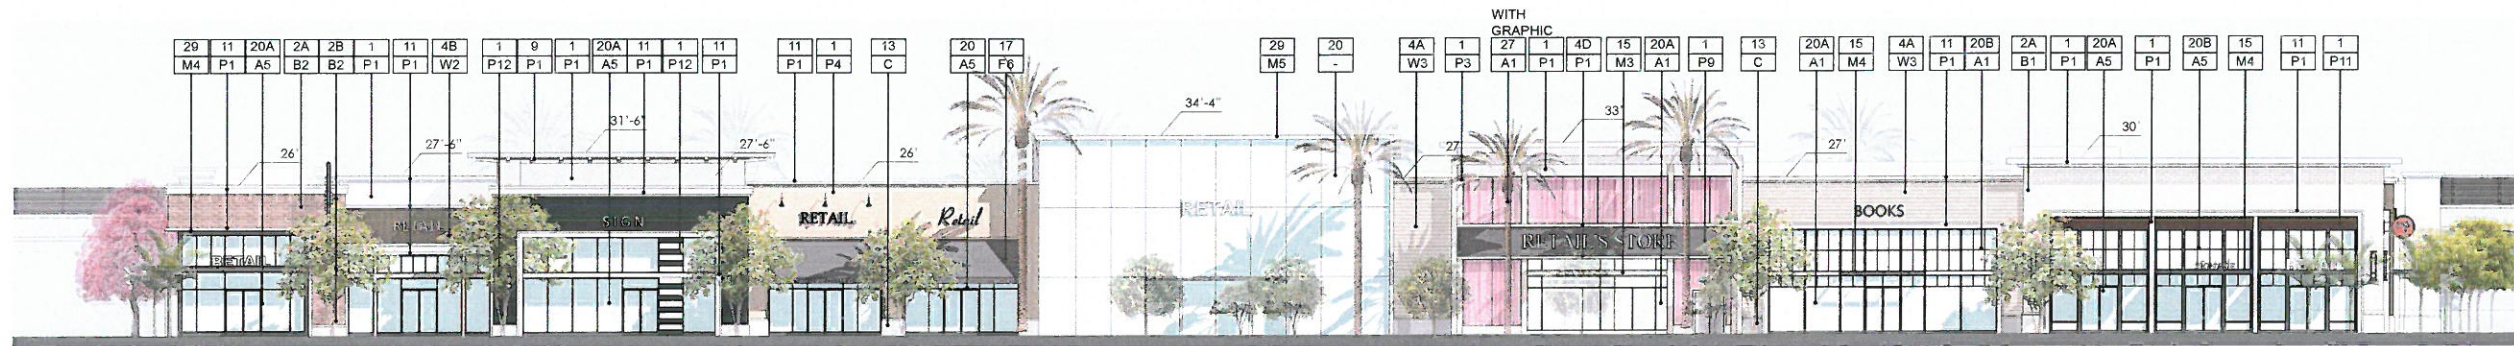 WITH
GRAPHIC
29 11 20A 2A 2B 1 11 4B 1 9 1 20A 11 1 11 11 1 13 20 17 29 20 4A 1 27 1 4D 15 20A 1 13 20A 15 4A 11 20B 2A 1 20A 1 20B 15 11 1
M4 P1 A5 B2 B2 P1 P1 W2 P12 P1 P1 A5 P1 P12 P1 P1 P4 C A5 F6 M5 - W3 P3 A1 P1 P1 M3 A1 P9 C A1 M4 W3 P1 A1 B1 P1 A5 P1 A5 M4 P1 P11
34'-4"
33'
31'-6"
30'
26' 27'-6" 27'-6" 26' 27' 27'
RETAIL Retail RETAIL BOOKS
RETAIL SIGN
RETAIL'S STORE
RETAIL